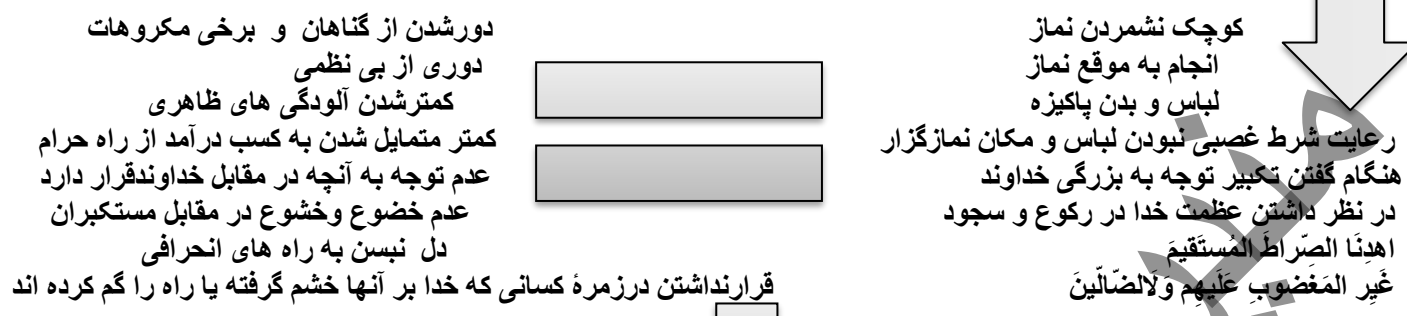 کوچک نشمردن نماز دورشدن از گناهان و برخی مکروهات
انجام به موقع نماز دوری از بی نظمی
لباس و بدن پاکیزه کمترشدن آلودگی های ظاهری
رعایت شرط غصبی نبودن لباس و مکان نمازگزار کمتر متمایل شدن به کسب درآمد از راه حرام
هنگام گفتن تکبیر توجه به بزرگی خداوند عدم توجه به آنچه در مقابل خداوندقرار دارد
در نظر داشتن عظمت خدا در رکوع و سجود عدم خضوع وخشوع در مقابل مستکبران
اهدِنَا الصّراطَ المُستَقیمَ دل نبسن به راه های انحرافی
غَیِر المَغَضوبِ عَلَیهِم وَلَالضّالّینَ قرارنداشتن درزمرهٔ کسانی که خدا بر آنها خشم گرفته یا راه را گم کرده اند